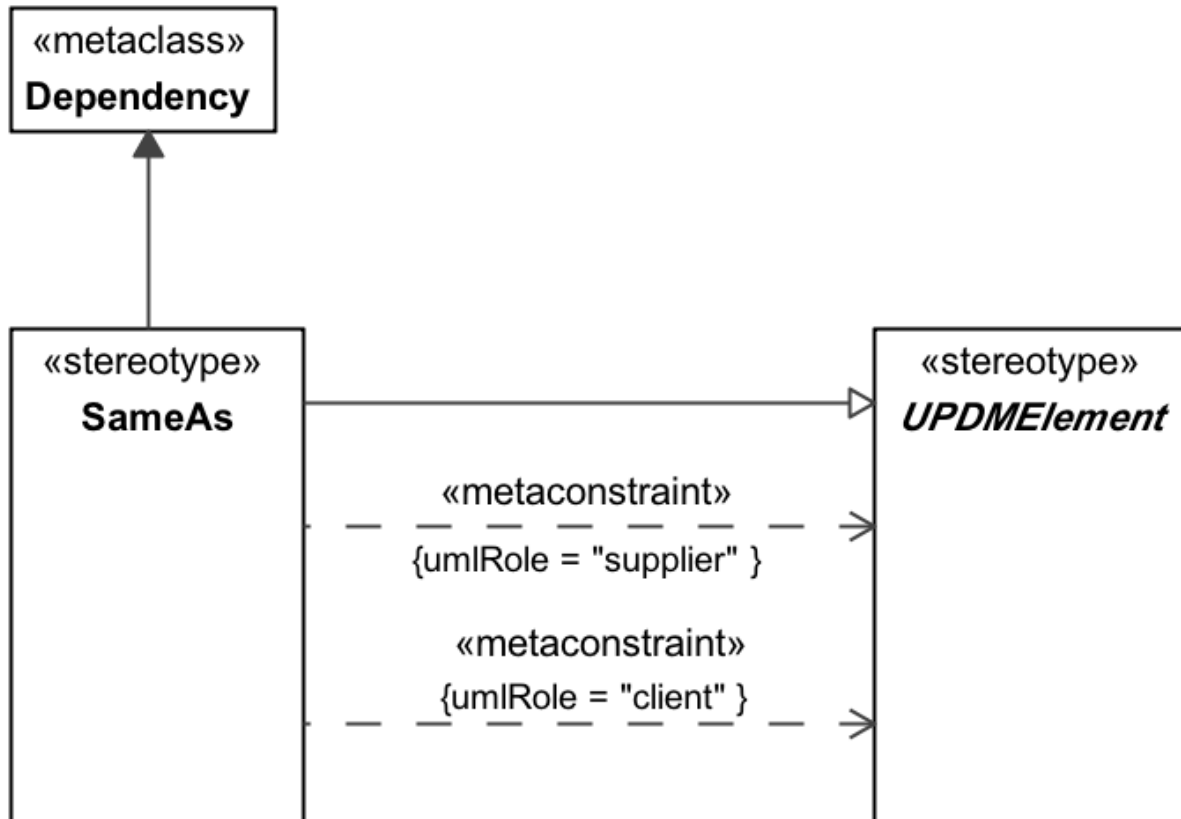 «metaclass»
Dependency
«stereotype»
SameAs
«stereotype»
UPDMElement
«metaconstraint»
{umlRole = "supplier" }
«metaconstraint»
{umlRole = "client" }